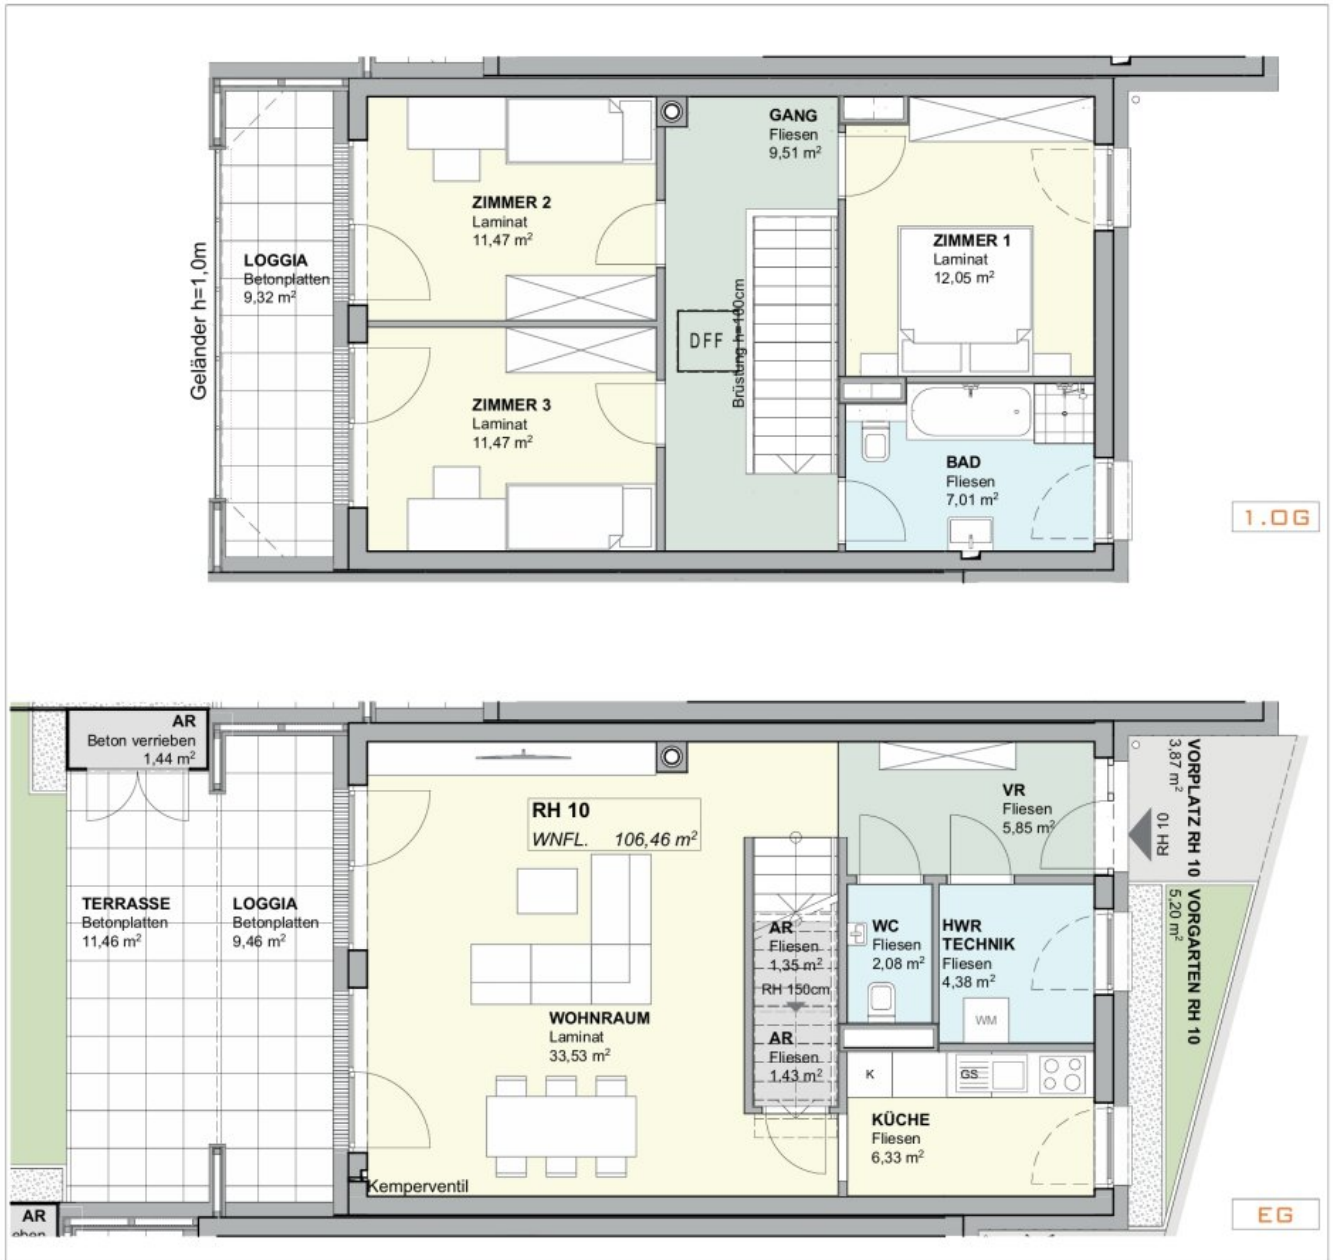 GANG
Fliesen
9,51 m²
ZIMMER 2
Laminat
11,47 m²
ZIMMER 1
Laminat
12,05 m²
LOGGIA
Betonplatten
9,32 m²
Geländer h=1,0m
DFF
Brüstung h=100cm
ZIMMER 3
Laminat
11,47 m²
BAD
Fliesen
7,01 m²
1.OG
AR
Beton verrieben
1,44 m²
RH 10
WNFL. 106,46 m²
VR
Fliesen
5,85 m²
VORPLATZ RH 10
3,87 m²
RH 10
TERRASSE
Betonplatten
11,46 m²
LOGGIA
Betonplatten
9,46 m²
AR
Fliesen
1,35 m²
RH 150cm
WC
Fliesen
2,08 m²
HWR
TECHNIK
Fliesen
4,38 m²
VORGARTEN RH 10
5,20 m²
WM
WOHNRAUM
Laminat
33,53 m²
AR
Fliesen
1,43 m²
K
GS
KÜCHE
Fliesen
6,33 m²
Kemperventil
AR
EG